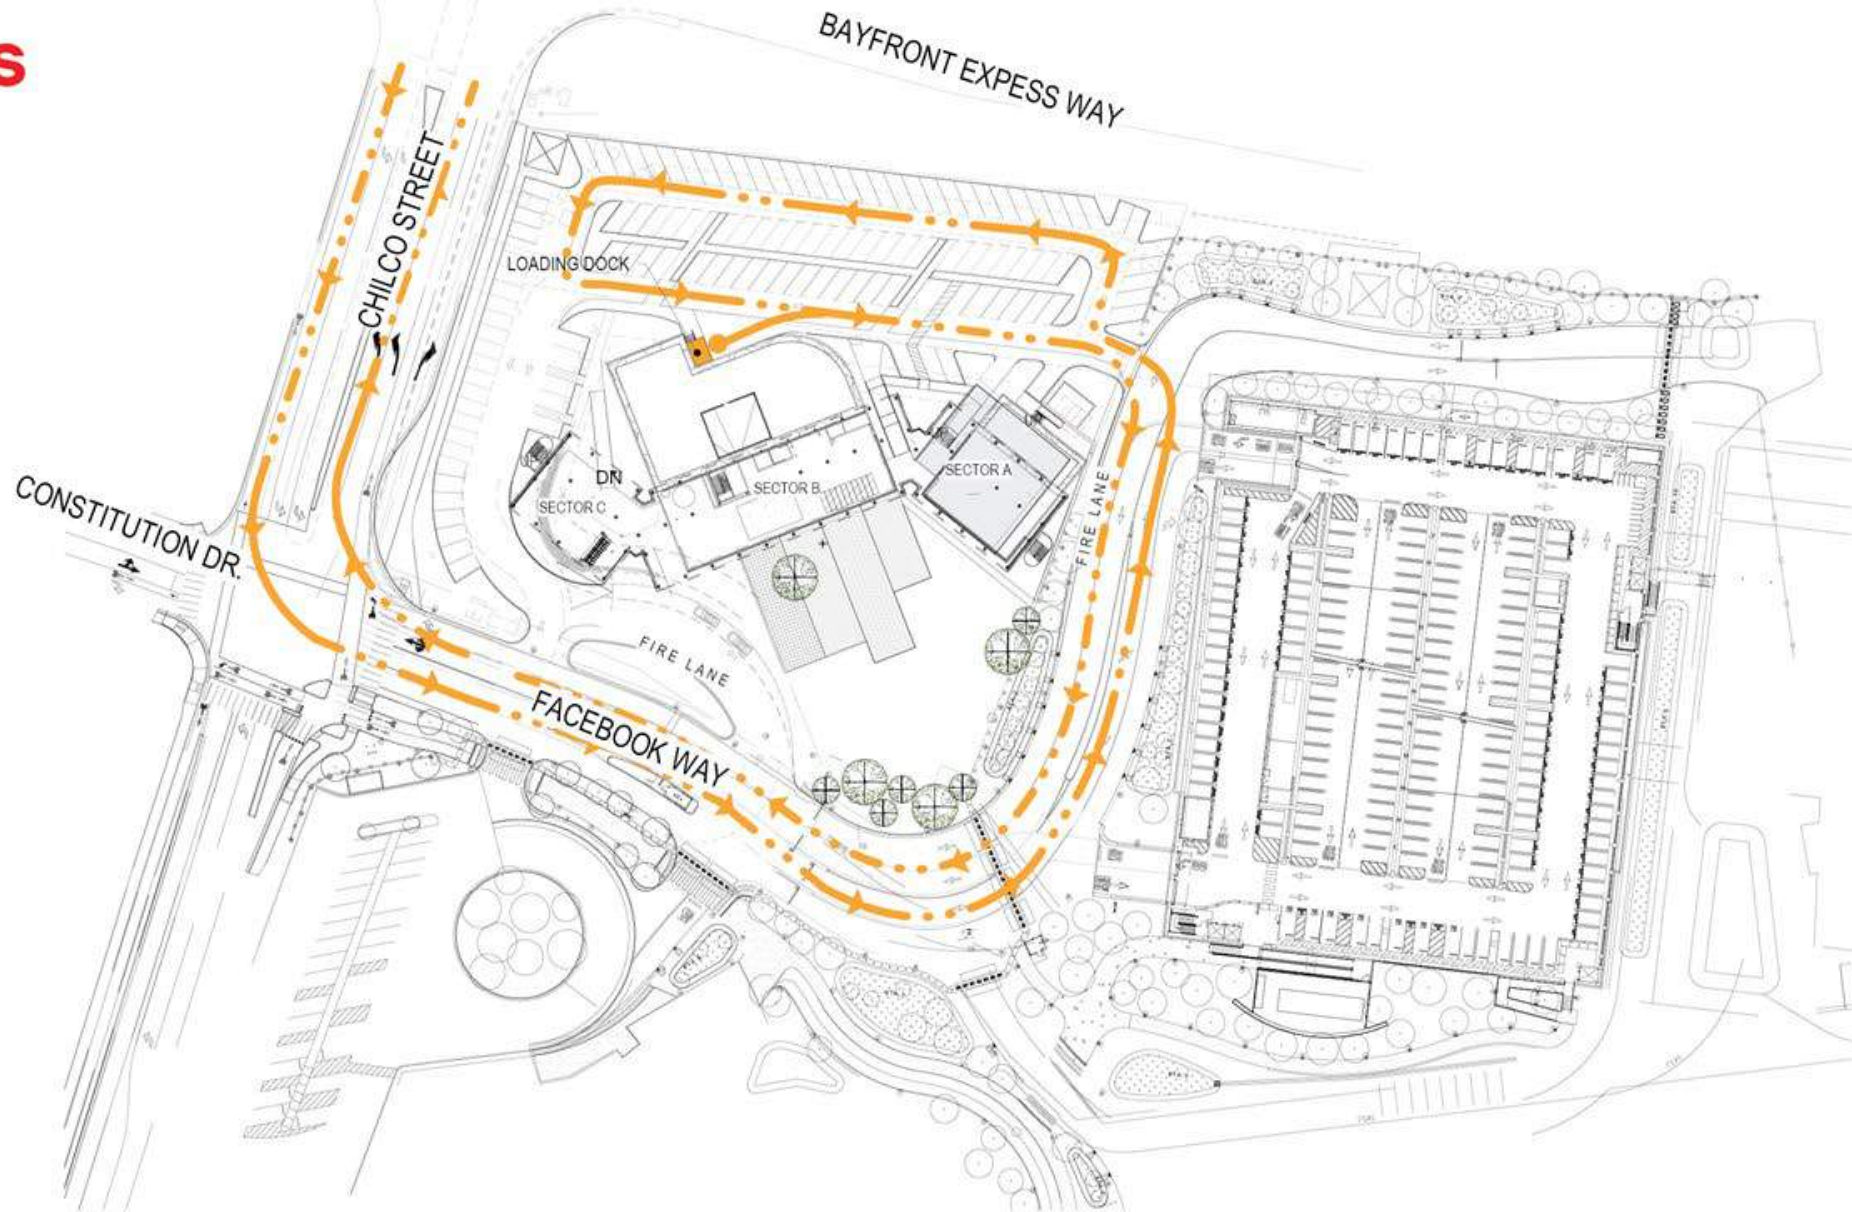 s
BAYFRONT EXPESS WAY
CHILCO STREET
LOADING DOCK
CONSTITUTION DR.
SECTOR A
DN
SECTOR B
SECTOR C
FIRE LANE
FIRE LANE
FACEBOOK WAY